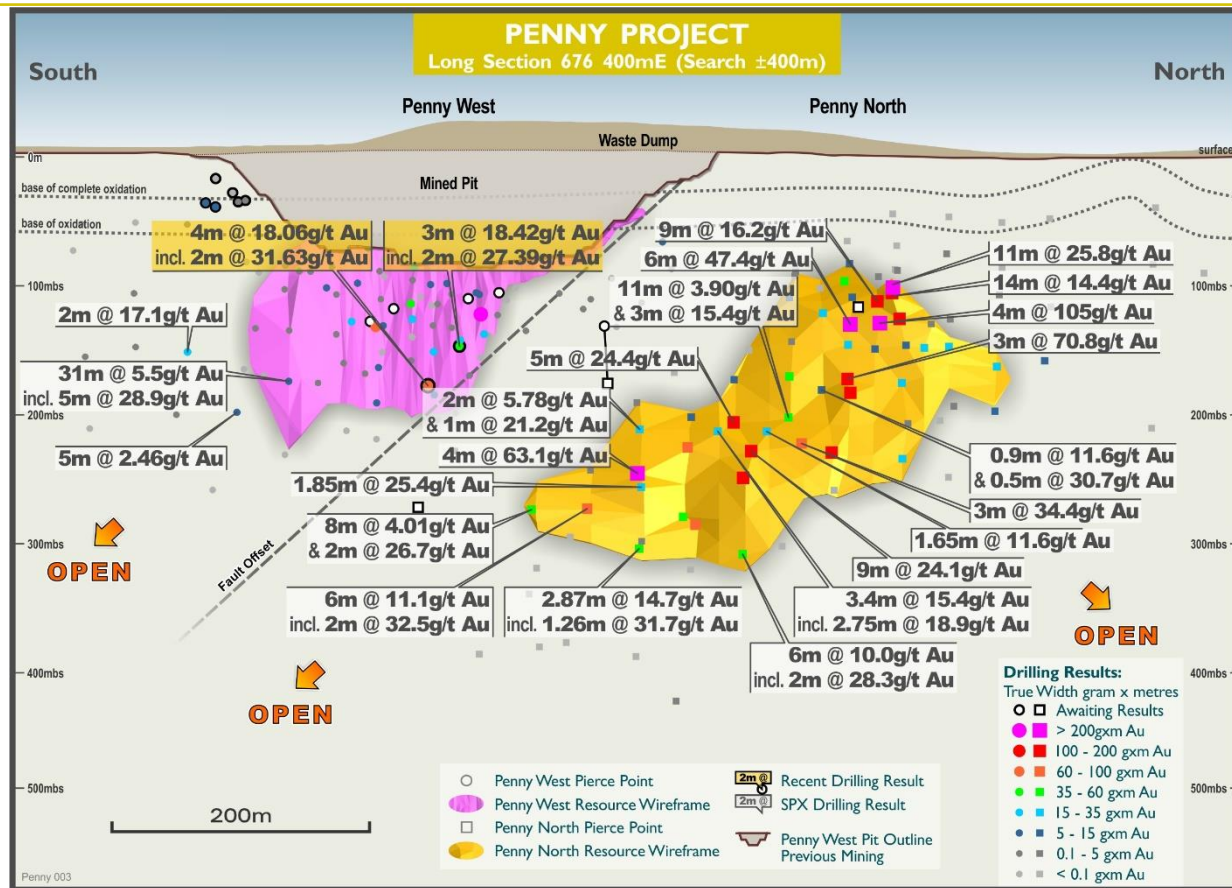 PENNY PROJECT
Long Section 676 400mE (Search ±400m)
South
North
Penny West
Penny North
Waste Dump
0m
surface
Mined Pit
base of complete oxidation
base of oxidation
4m @ 18.06g/t Au
incl. 2m @ 31.63g/t Au
3m @ 18.42g/t Au
incl. 2m @ 27.39g/t Au
9m @ 16.2g/t Au
6m @ 47.4g/t Au
11m @ 3.90g/t Au
& 3m @ 15.4g/t Au
11m @ 25.8g/t Au
14m @ 14.4g/t Au
4m @ 105g/t Au
3m @ 70.8g/t Au
100mbs
100mbs
2m @ 17.1g/t Au
31m @ 5.5g/t Au
incl. 5m @ 28.9g/t Au
5m @ 2.46g/t Au
5m @ 24.4g/t Au
2m @ 5.78g/t Au
& 1m @ 21.2g/t Au
4m @ 63.1g/t Au
1.85m @ 25.4g/t Au
8m @ 4.01g/t Au
& 2m @ 26.7g/t Au
200mbs
200mbs
0.9m @ 11.6g/t Au
& 0.5m @ 30.7g/t Au
3m @ 34.4g/t Au
1.65m @ 11.6g/t Au
9m @ 24.1g/t Au
300mbs
300mbs
OPEN
Fault Offset
6m @ 11.1g/t Au
incl. 2m @ 32.5g/t Au
2.87m @ 14.7g/t Au
incl. 1.26m @ 31.7g/t Au
3.4m @ 15.4g/t Au
incl. 2.75m @ 18.9g/t Au
6m @ 10.0g/t Au
incl. 2m @ 28.3g/t Au
OPEN
400mbs
400mbs
OPEN
500mbs
500mbs
200m
Penny West Pierce Point
Penny West Resource Wireframe
Penny North Pierce Point
Penny North Resource Wireframe
2m @
Recent Drilling Result
2m @
SPX Drilling Result
Penny West Pit Outline
Previous Mining
Drilling Results:
True Width gram x metres
Awaiting Results
> 200gxm Au
100 - 200 gxm Au
60 - 100 gxm Au
35 - 60 gxm Au
15 - 35 gxm Au
5 - 15 gxm Au
0.1 - 5 gxm Au
< 0.1 gxm Au
Penny 003